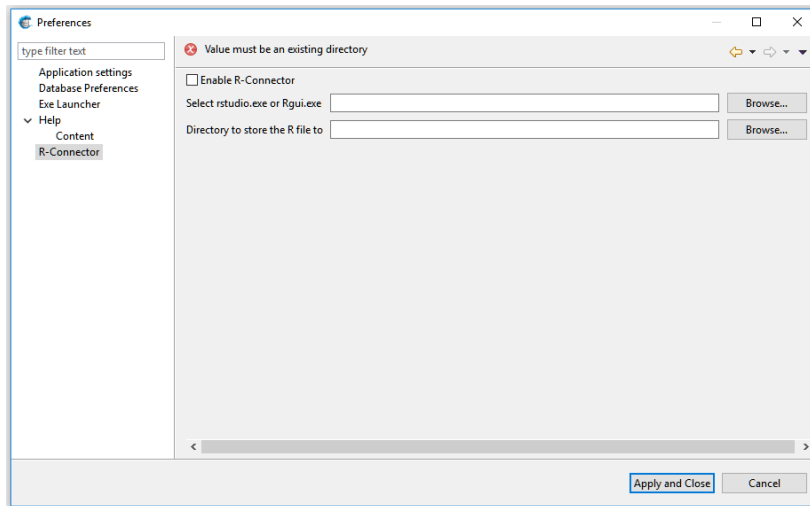 Preferences
type filter text
Value must be an existing directory
Application settings
Database Preferences
Exe Launcher
Help
Content
R-Connector
Enable R-Connector
Select rstudio.exe or Rgui.exe
Browse...
Directory to store the R file to
Browse...
Apply and Close
Cancel